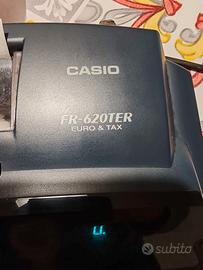 CASIO
FR-620TER
EURO & TAX
subito